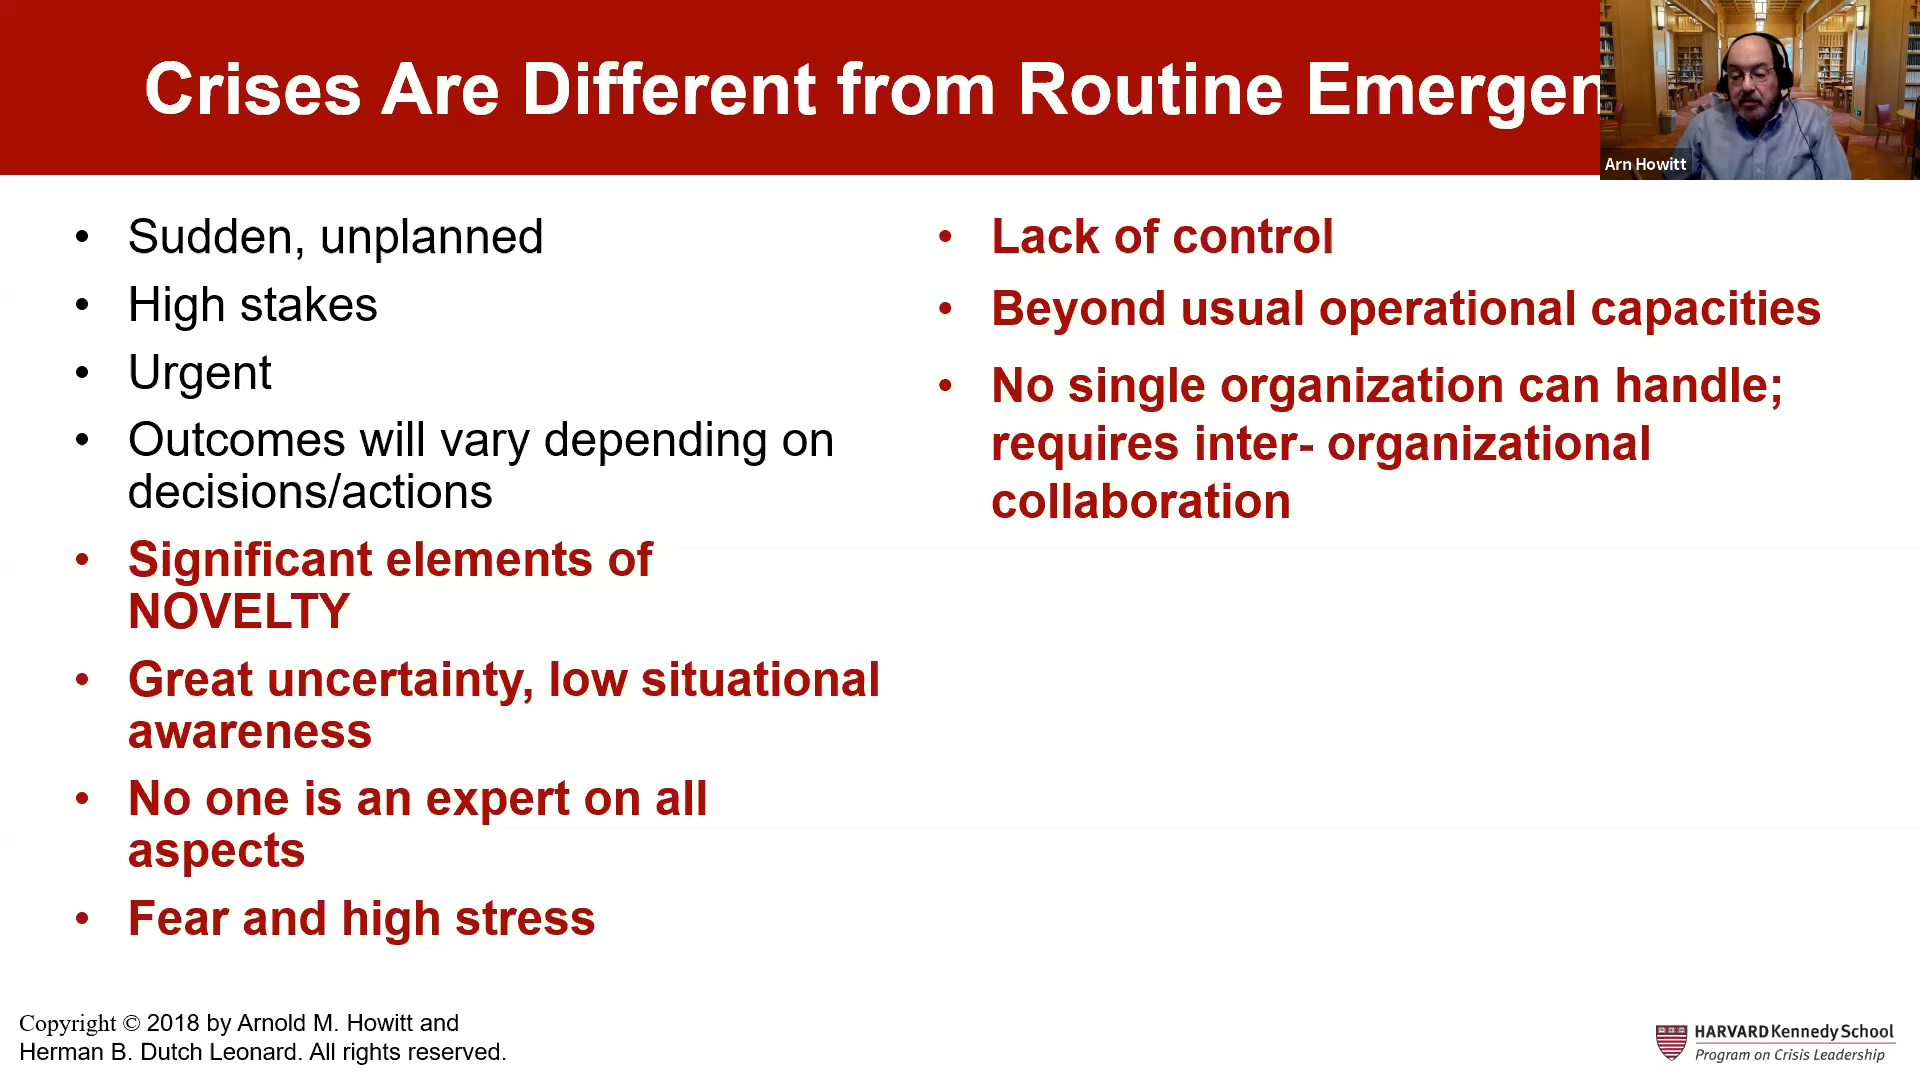 Crises Are Different from Routine Emergen
Arn Howitt
• Sudden, unplanned
• High stakes
• Urgent
• Outcomes will vary depending on
decisions/actions
• Significant elements of
NOVELTY
• Great uncertainty, low situational
awareness
• No one is an expert on all
aspects
• Fear and high stress
• Lack of control
• Beyond usual operational capacities
• No single organization can handle;
requires inter- organizational
collaboration
Copyright © 2018 by Arnold M. Howitt and
Herman B. Dutch Leonard. All rights reserved.
HARVARD Kennedy School
Program on Crisis Leadership